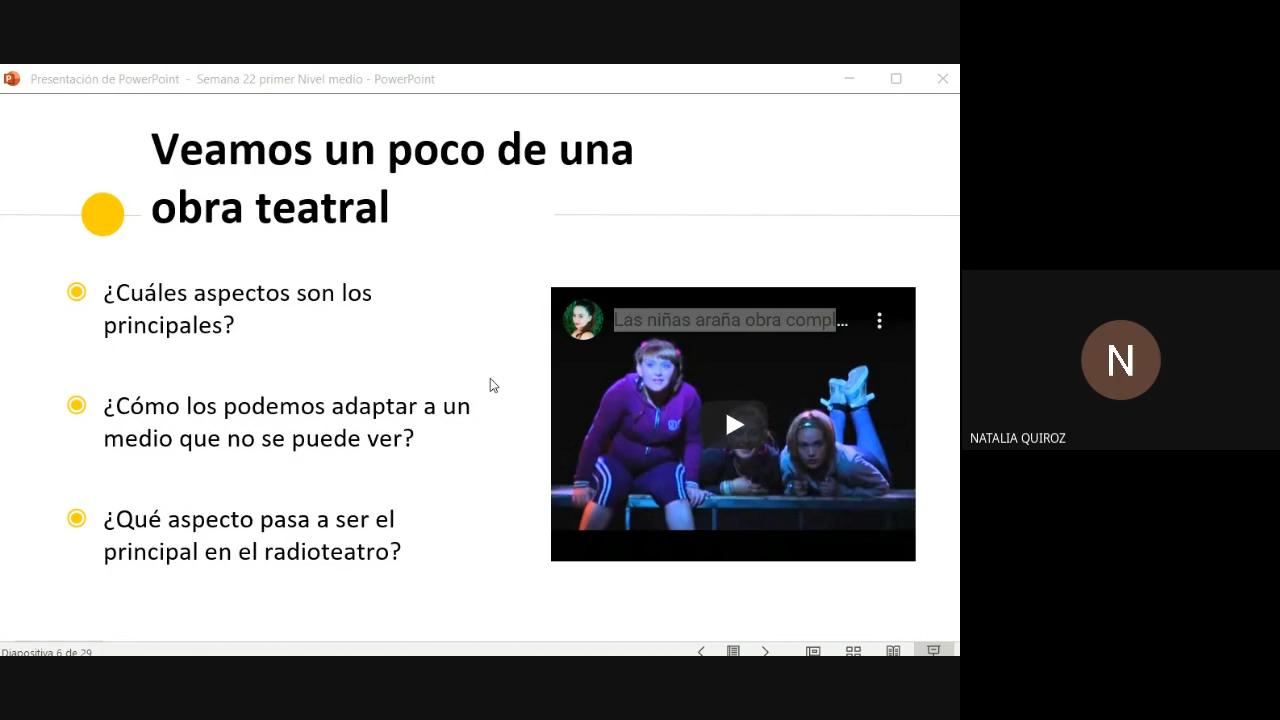 Presentación de PowerPoint - Semana 22 primer Nivel medio - PowerPoint
Veamos un poco de una
obra teatral
¿Cuáles aspectos son los
principales?
¿Cómo los podemos adaptar a un
medio que no se puede ver?
¿Qué aspecto pasa a ser el
principal en el radioteatro?
Las niñas araña obra compl...
N
NATALIA QUIROZ
Diapositiva 6 de 29